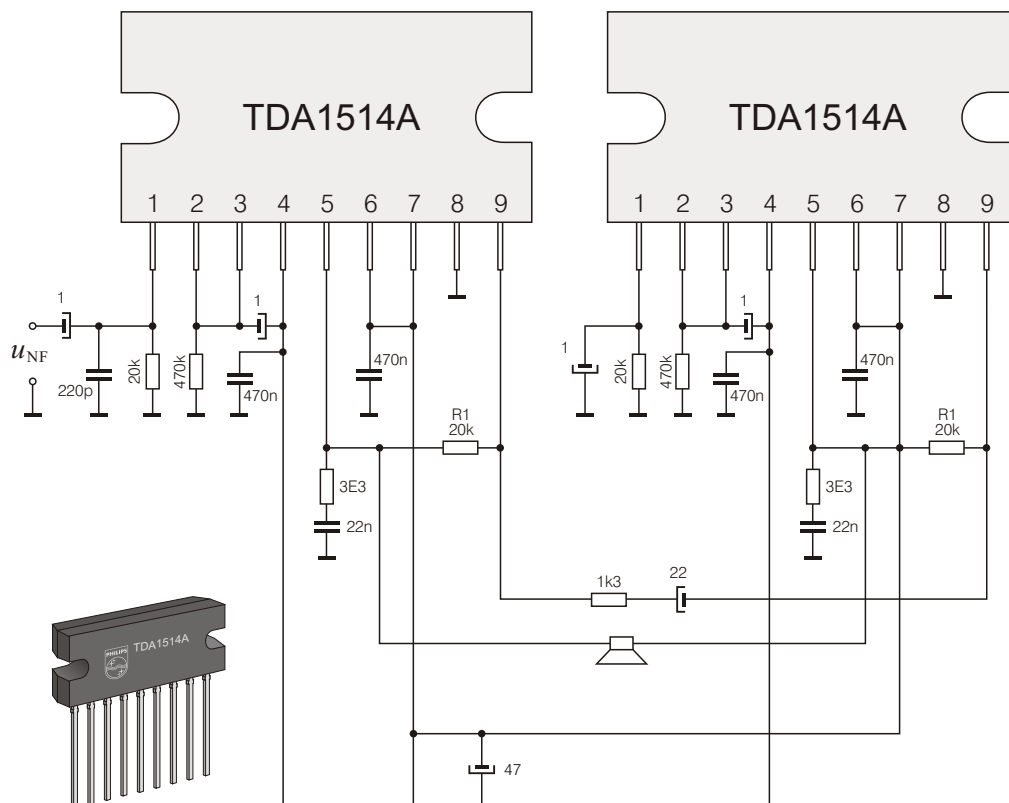 TDA1514A TDA1514A
1 2 3 4 5 6 7 8 9 1 2 3 4 5 6 7 8 9
1 1 1
uNF 220p 20k 470k 470n 470n 1 20k 470k 470n 470n
R1 R1
20k 20k
3E3 3E3
22n 22n
1k3 22
PHILIPS TDA1514A
47